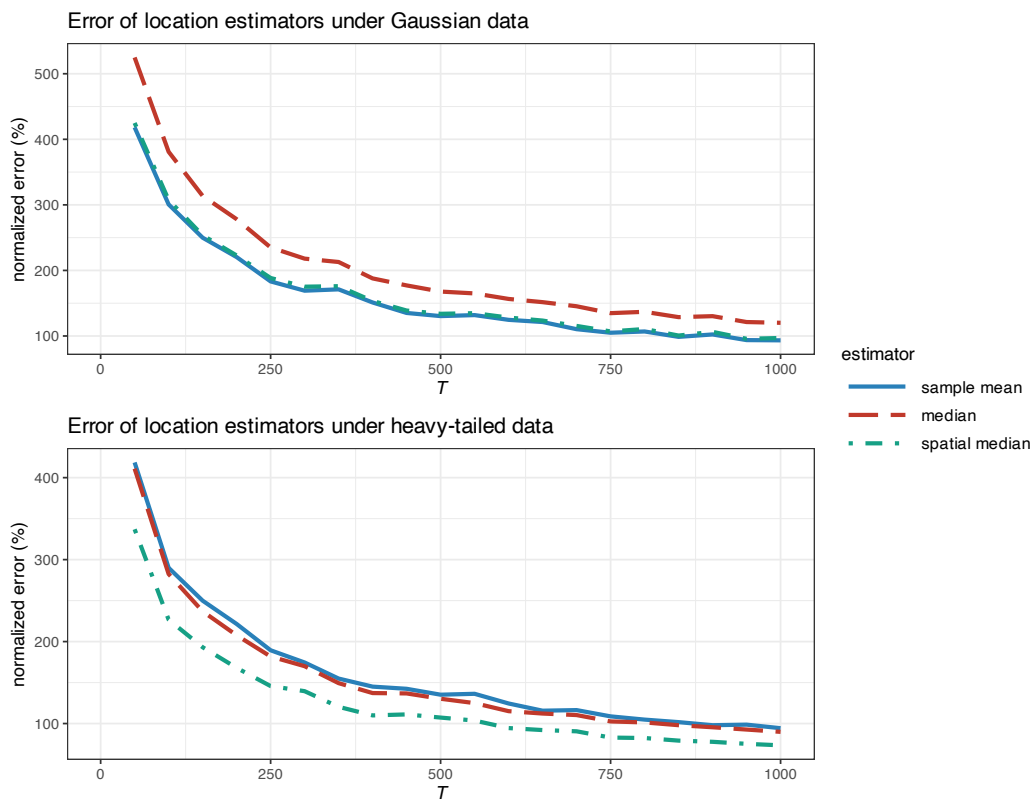 Error of location estimators under Gaussian data
normalized error (%)
500
400
300
200
100
0
250
500
750
1000
T
Error of location estimators under heavy-tailed data
normalized error (%)
400
300
200
100
0
250
500
750
1000
T
estimator
sample mean
median
spatial median